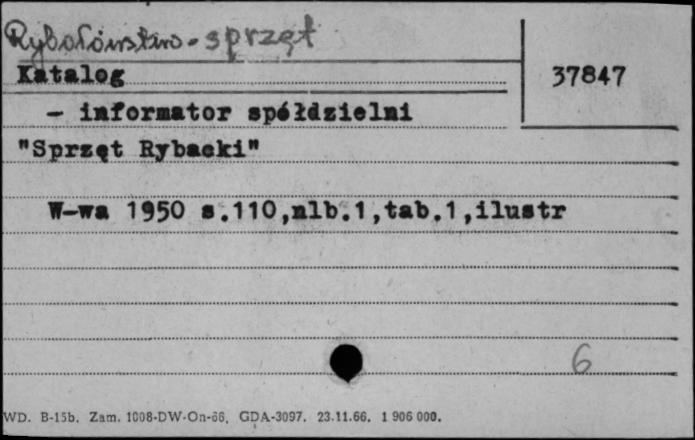 Rybołówstwo - sprzęt
Katalog
37847
- informator spółdzielni
"Sprzęt Rybacki"
W-wa 1950 s.110,nlb.1,tab.1,ilustr
6
WD. B-15b. Zam. 1008-DW-On-66. GDA-3097. 23.11.66. 1 906 000.